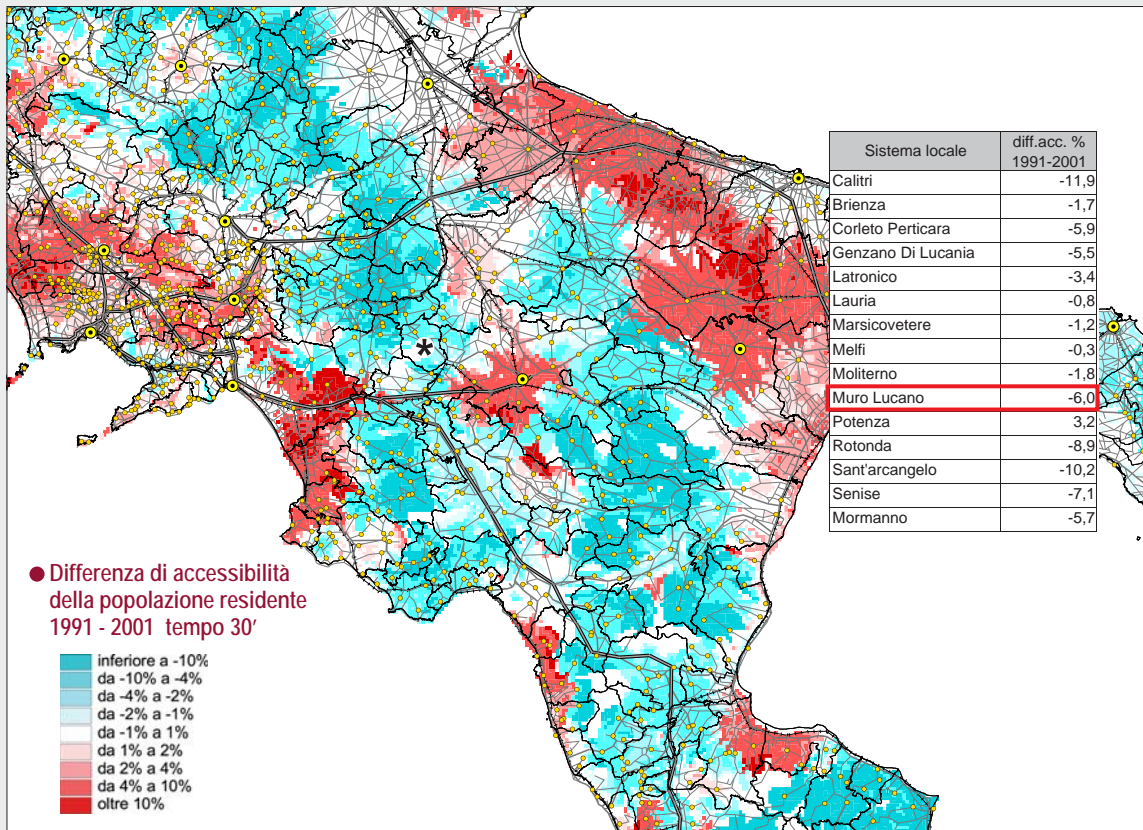 Sistema locale diff.acc. % 1991-2001
Calitri -11,9
Brienza -1,7
Corleto Perticara -5,9
Genzano Di Lucania -5,5
Latronico -3,4
Lauria -0,8
Marsicovetere -1,2
Melfi -0,3
Moliterno -1,8
Muro Lucano -6,0
Potenza 3,2
Rotonda -8,9
Sant'arcangelo -10,2
Senise -7,1
Mormanno -5,7
*
● Differenza di accessibilità
della popolazione residente
1991 - 2001 tempo 30'
inferiore a -10%
da -10% a -4%
da -4% a -2%
da -2% a -1%
da -1% a 1%
da 1% a 2%
da 2% a 4%
da 4% a 10%
oltre 10%